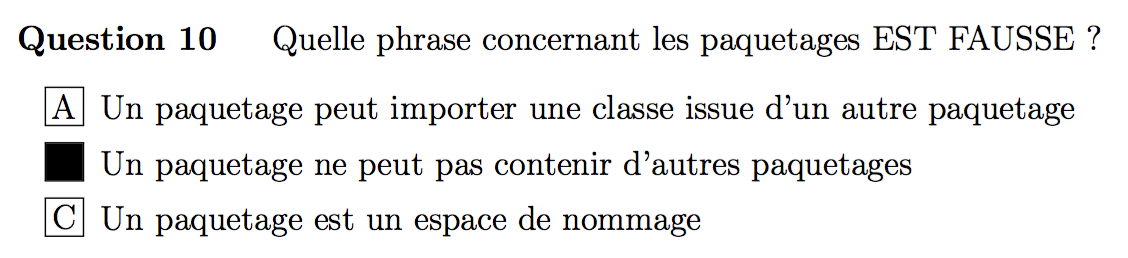 Question 10 Quelle phrase concernant les paquetages EST FAUSSE ?
A Un paquetage peut importer une classe issue d'un autre paquetage
Un paquetage ne peut pas contenir d'autres paquetages
C Un paquetage est un espace de nommage